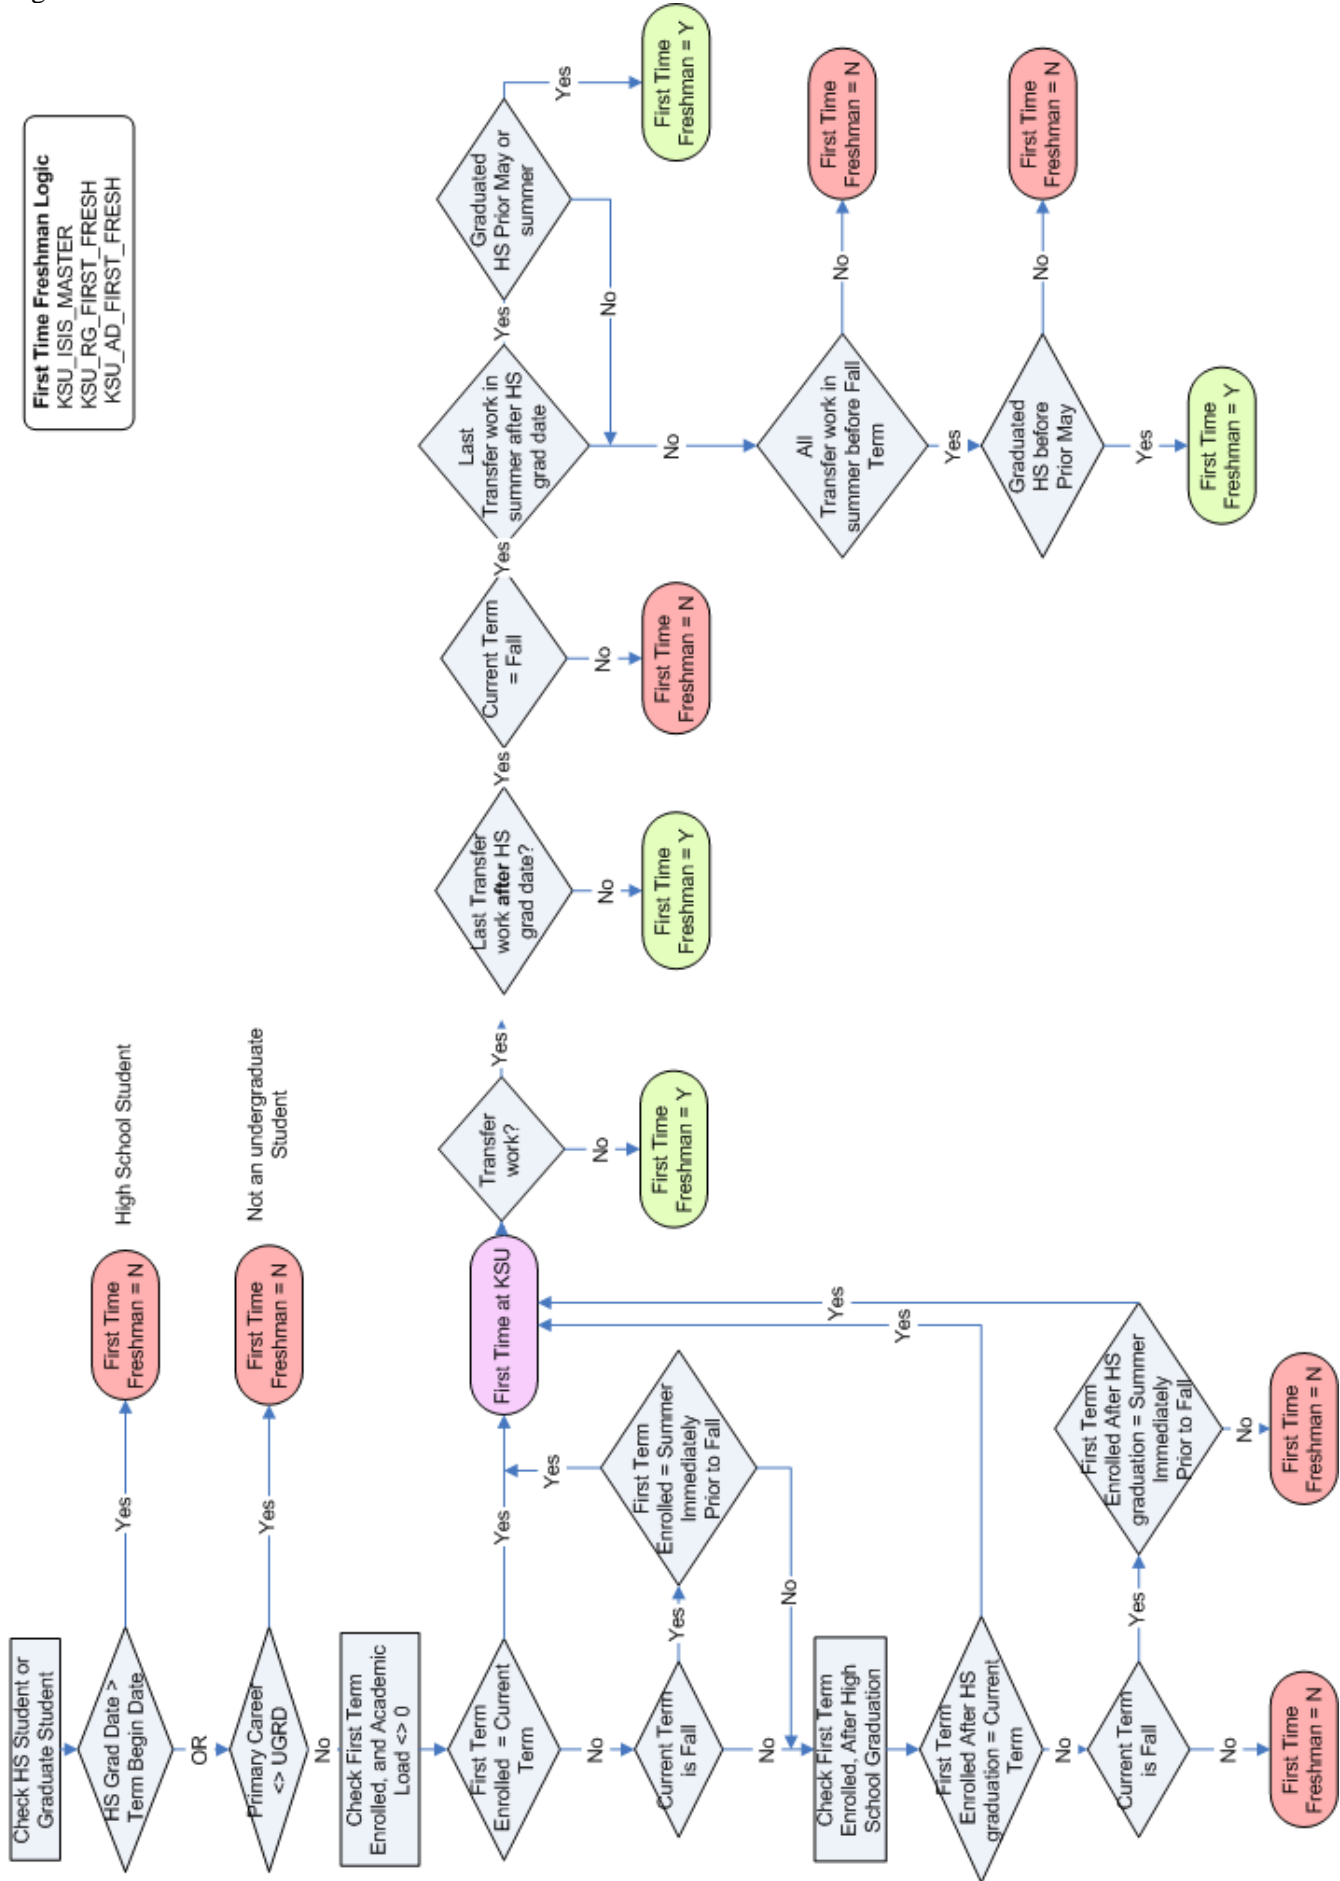 First Time Freshman Logic
KSU_ISIS_MASTER
KSU_RG_FIRST_FRESH
KSU_AD_FIRST_FRESH
Check HS Student or
Graduate Student
HS Grad Date >
Term Begin Date
Yes
First Time
Freshman = N
High School Student
OR
Primary Career
<> UGRD
Yes
First Time
Freshman = N
Not an undergraduate
Student
No
Check First Term
Enrolled, and Academic
Load <> 0
First Term
Enrolled = Current
Term
Yes
First Time at KSU
No
Current Term
is Fall
Yes
First Term
Enrolled = Summer
Immediately
Prior to Fall
Yes
No
No
Check First Term
Enrolled, After High
School Graduation
First Term
Enrolled After HS
graduation = Current
Term
Yes
No
Current Term
is Fall
Yes
First Term
Enrolled After HS
graduation = Summer
Immediately
Prior to Fall
Yes
No
First Time
Freshman = N
No
First Time
Freshman = N
Transfer
work?
No
First Time
Freshman = Y
Yes
Last Transfer
work after HS
grad date?
No
First Time
Freshman = Y
Yes
Current Term
= Fall
No
First Time
Freshman = N
Yes
Last
Transfer work in
summer after HS
grad date
Yes
Graduated
HS Prior May or
summer
Yes
First Time
Freshman = Y
No
No
All
Transfer work in
summer before Fall
Term
No
First Time
Freshman = N
Yes
Graduated
HS before
Prior May
No
First Time
Freshman = N
Yes
First Time
Freshman = Y